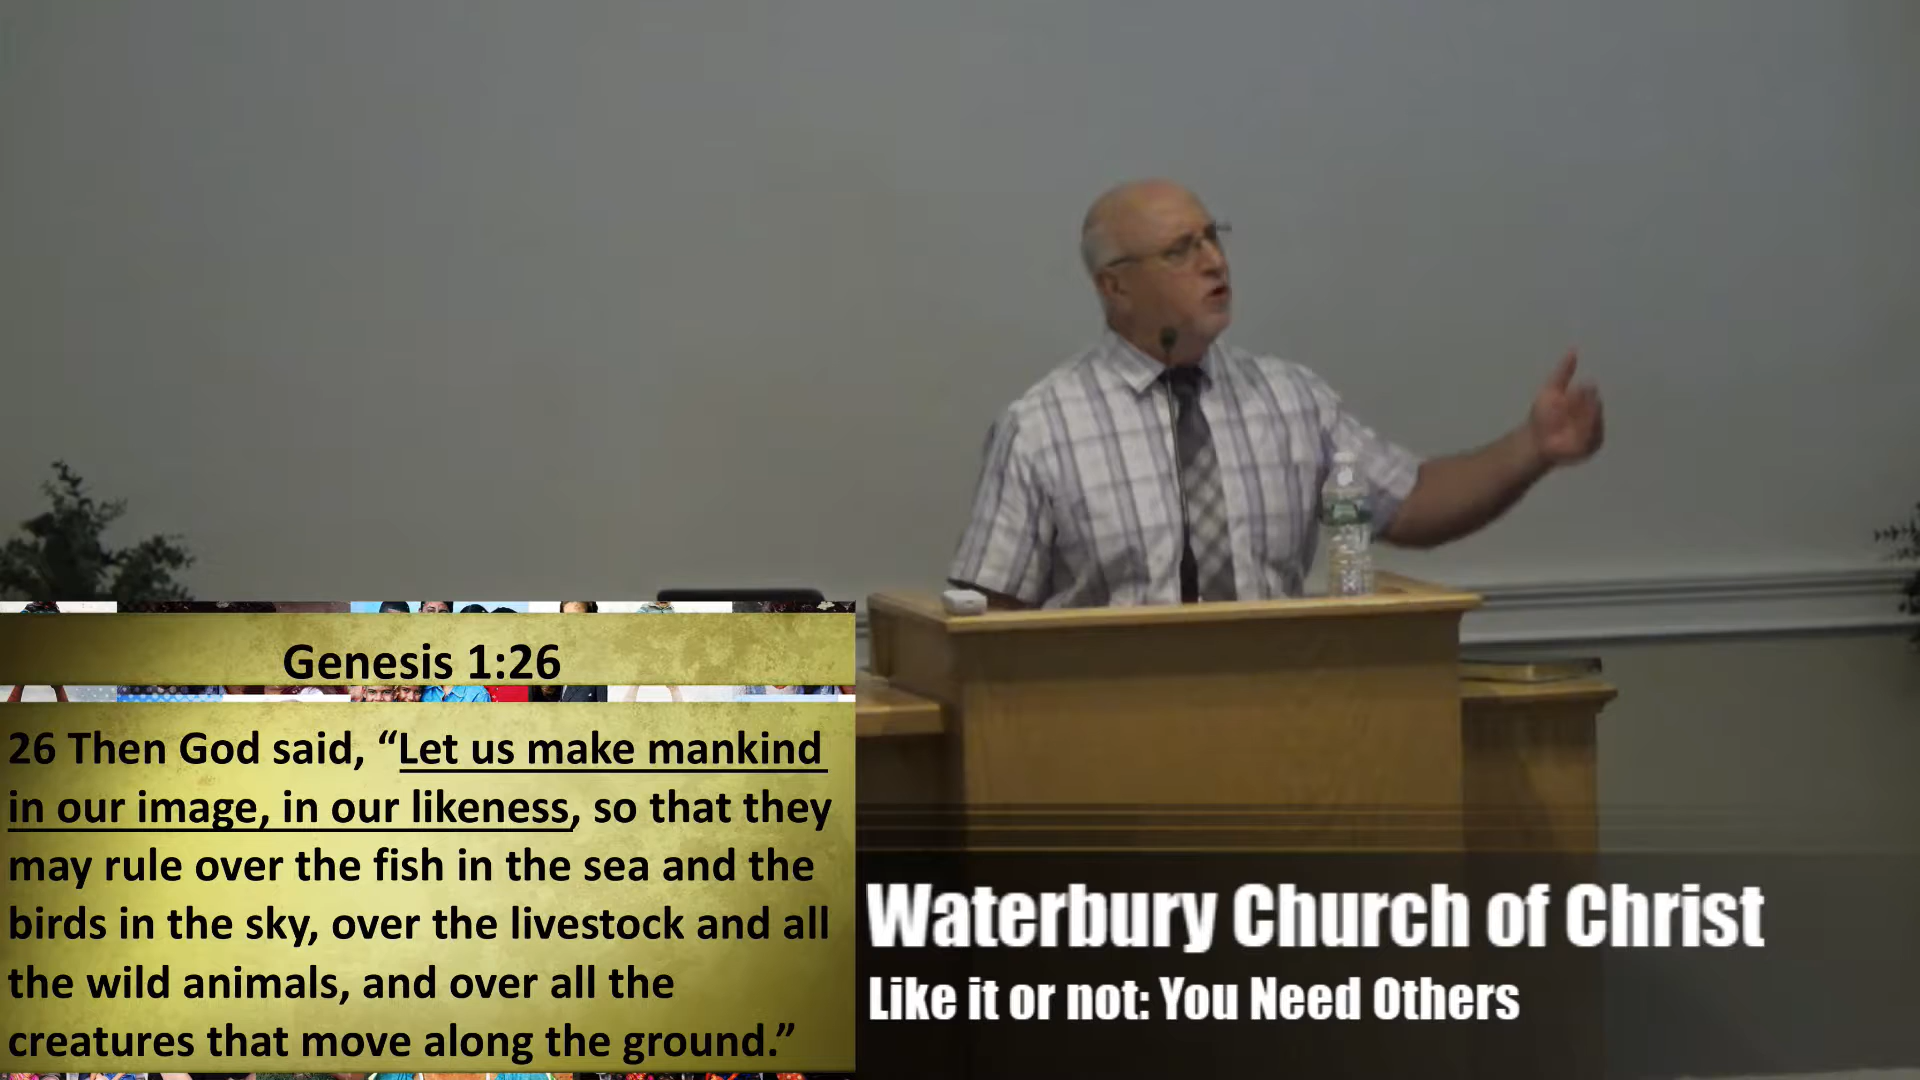 Genesis 1:26
26 Then God said, “Let us make mankind
in our image, in our likeness, so that they
may rule over the fish in the sea and the
birds in the sky, over the livestock and all
the wild animals, and over all the
creatures that move along the ground.”
Waterbury Church of Christ
Like it or not: You Need Others